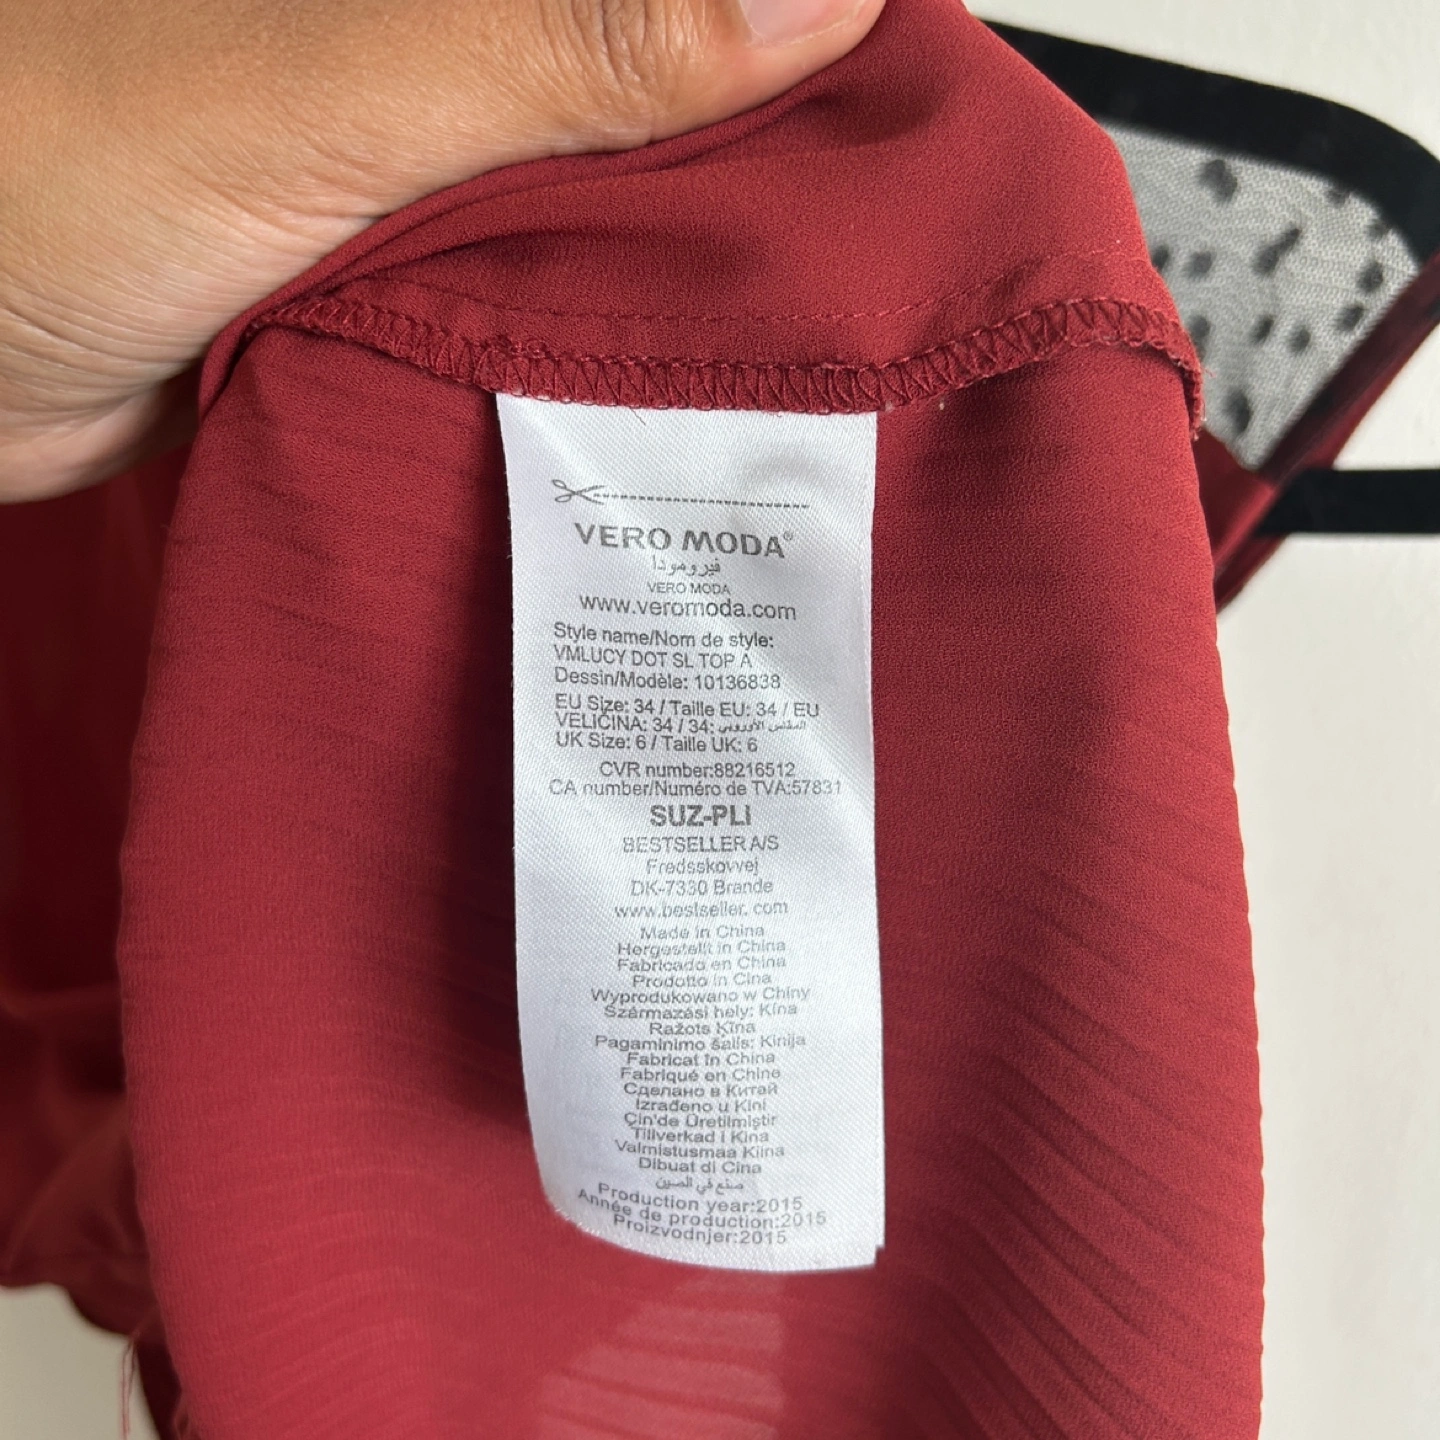 VERO MODA®
فيرومودا
VERO MODA
www.veromoda.com
Style name/Nom de style:
VMLUCY DOT SL TOP A
Dessin/Modèle: 10136838
EU Size: 34 / Taille EU: 34 / EU
VELIČINA: 34 / 34: المقاس الأوروبي
UK Size: 6 / Taille UK: 6
CVR number:88216512
CA number/Numéro de TVA:57831
SUZ-PLI
BESTSELLER A/S
Fredsskovvej
DK-7330 Brande
www.bestseller.com
Made in China
Hergestellt in China
Fabricado en China
Prodotto in Cina
Wyprodukowano w Chiny
Származási hely: Kína
Ražots Ķīna
Pagaminimo šalis: Kinija
Fabricat în China
Fabriqué en Chine
Сделано в Китай
Izrađeno u Kini
Çin'de Üretilmiştir
Tillverkad i Kina
Valmistusmaa Kiina
Dibuat di Cina
صنع في الصين
Production year:2015
Année de production:2015
Proizvodnjer:2015